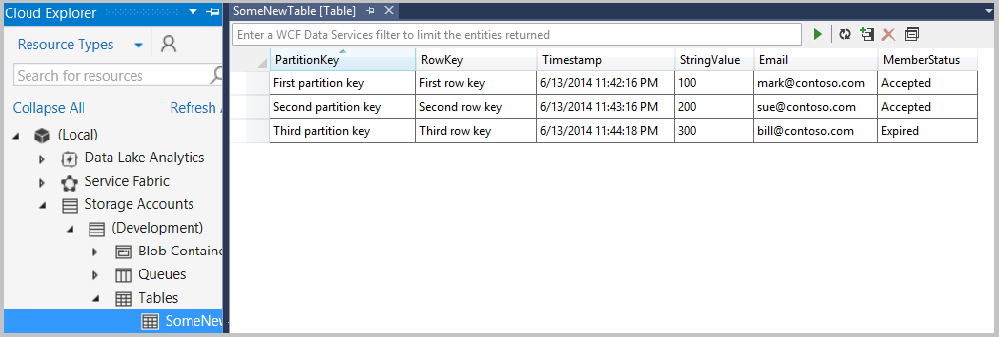 Cloud Explorer
Resource Types
Search for resources
Collapse All Refresh A
(Local)
Data Lake Analytics
Service Fabric
Storage Accounts
(Development)
Blob Containe
Queues
Tables
SomeNew
SomeNewTable [Table]
Enter a WCF Data Services filter to limit the entities returned
PartitionKey RowKey Timestamp StringValue Email MemberStatus
First partition key First row key 6/13/2014 11:42:16 PM 100 mark@contoso.com Accepted
Second partition key Second row key 6/13/2014 11:43:16 PM 200 sue@contoso.com Accepted
Third partition key Third row key 6/13/2014 11:44:18 PM 300 bill@contoso.com Expired